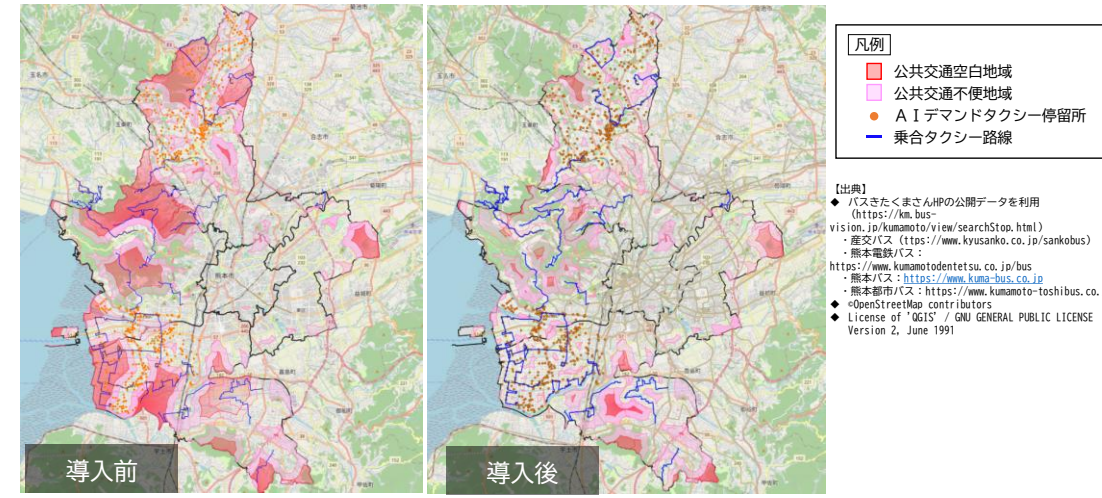 導入前
導入後
凡例
公共交通空白地域
公共交通不便地域
ＡＩデマンドタクシー停留所
乗合タクシー路線
【出典】
◆ バスきたくまさんHPの公開データを利用
(https://km.bus-
vision.jp/kumamoto/view/searchStop.html)
・産交バス (ttps://www.kyusanko.co.jp/sankobus)
・熊本電鉄バス：
https://www.kumamotodentetsu.co.jp/bus
・熊本バス：https://www.kuma-bus.co.jp
・熊本都市バス：https://www.kumamoto-toshibus.co.
◆ ©OpenStreetMap contributors
◆ License of 'QGIS' / GNU GENERAL PUBLIC LICENSE
Version 2, June 1991
熊本市
玉名市
合志市